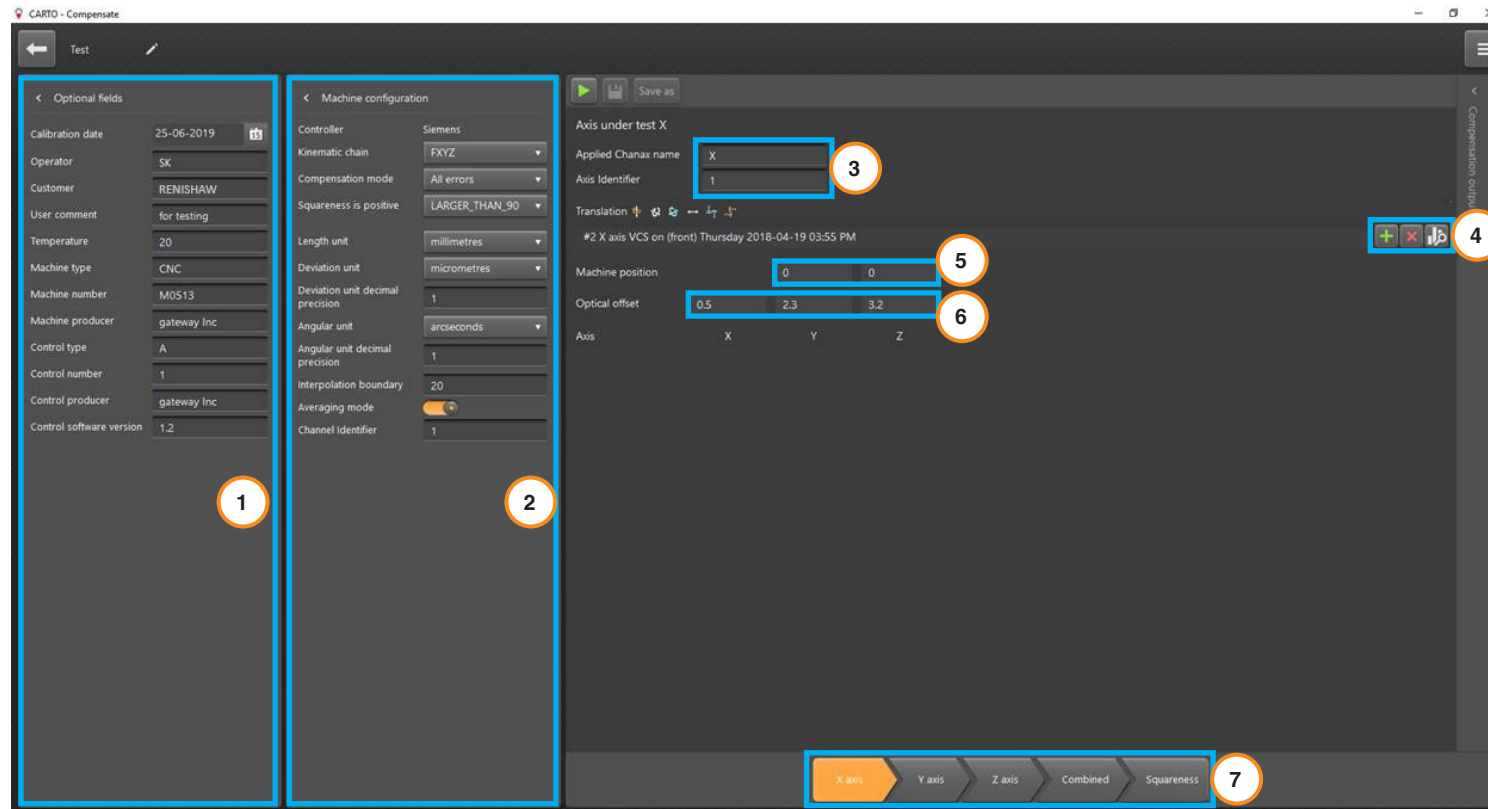 CARTO - Compensate
Test
Optional fields
Calibration date 25-06-2019 15
Operator SK
Customer RENISHAW
User comment for testing
Temperature 20
Machine type CNC
Machine number M0513
Machine producer gateway Inc
Control type A
Control number 1
Control producer gateway Inc
Control software version 1.2
1
Machine configuration
Controller Siemens
Kinematic chain FXYZ
Compensation mode All errors
Squareness is positive LARGER_THAN_90
Length unit millimetres
Deviation unit micrometres
Deviation unit decimal
precision 1
Angular unit arcseconds
Angular unit decimal
precision 1
Interpolation boundary 20
Averaging mode
Channel Identifier 1
2
Save as
Axis under test X
Applied Chanax name X
Axis Identifier 1
3
Translation
#2 X axis VCS on (front) Thursday 2018-04-19 03:55 PM
4
Machine position 0 0
5
Optical offset 0.5 2.3 3.2
6
Axis X Y Z
Compensation outpu
X axis Y axis Z axis Combined Squareness
7